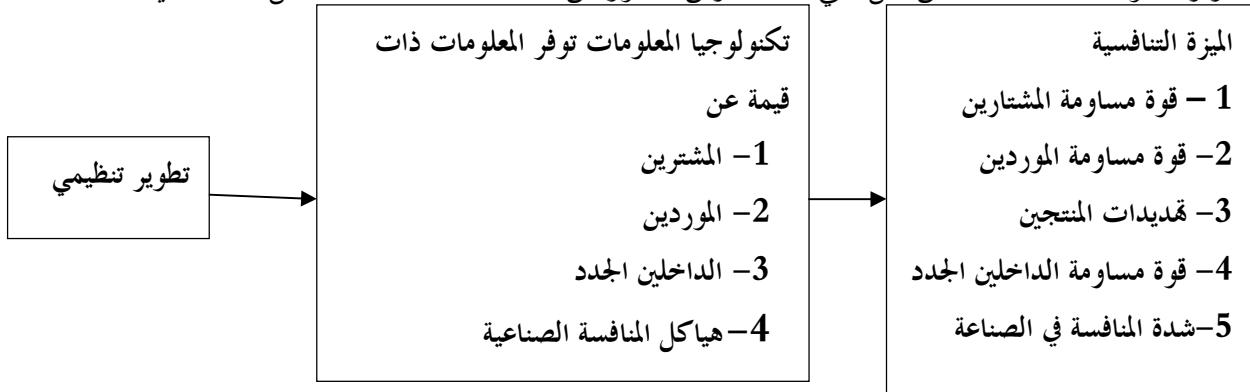 تطوير تنظيمي
تكنولوجيا المعلومات توفر المعلومات ذات
قيمة عن
1- المشترين
2- الموردين
3- الداخلين الجدد
4- هياكل المنافسة الصناعية
الميزة التنافسية
1 – قوة مساومة المشتارين
2- قوة مساومة الموردين
3- تهديدات المنتجين
4- قوة مساومة الداخلين الجدد
5-شدة المنافسة في الصناعة